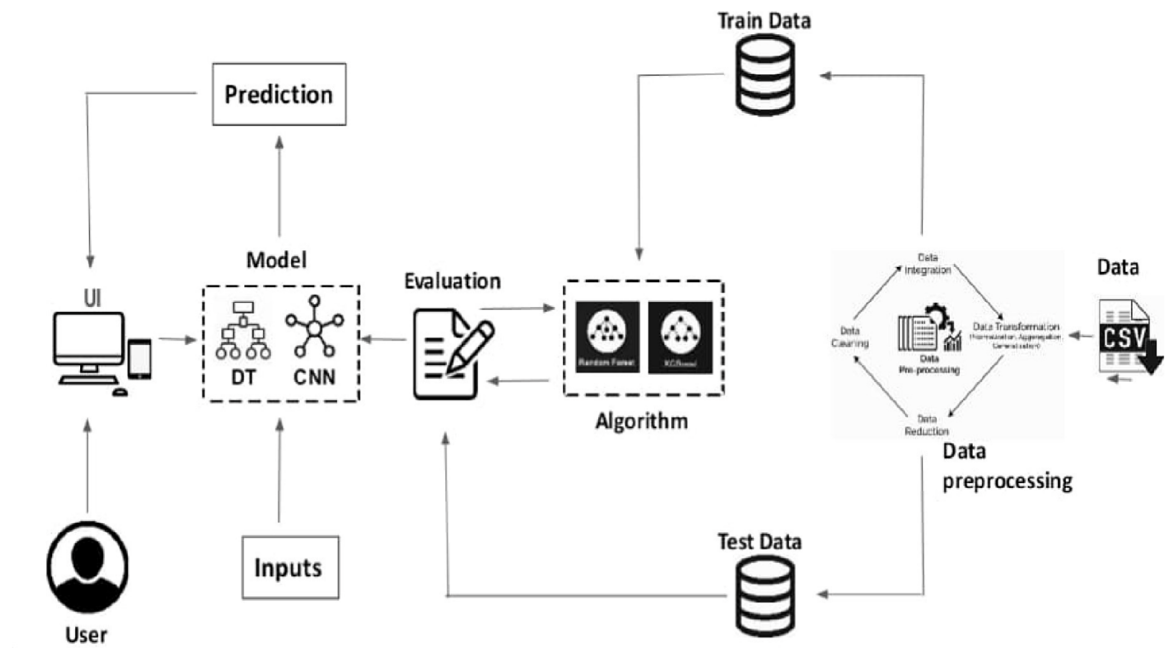 Train Data
Prediction
Model
Evaluation
UI
DT
CNN
Random Forest
XGBoost
Algorithm
Data
Integration
Data
Cleaning
Data
Pre-processing
Data Transformation
Data
Reduction
Data
preprocessing
Data
CSV
Test Data
Inputs
User